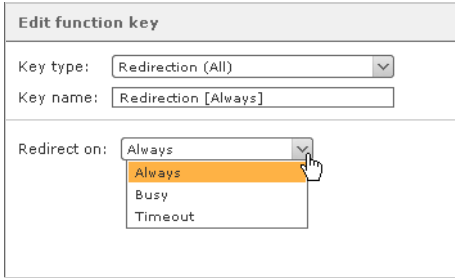 Edit function key
Key type: Redirection (All)
Key name: Redirection [Always]
Redirect on: Always
Always
Busy
Timeout